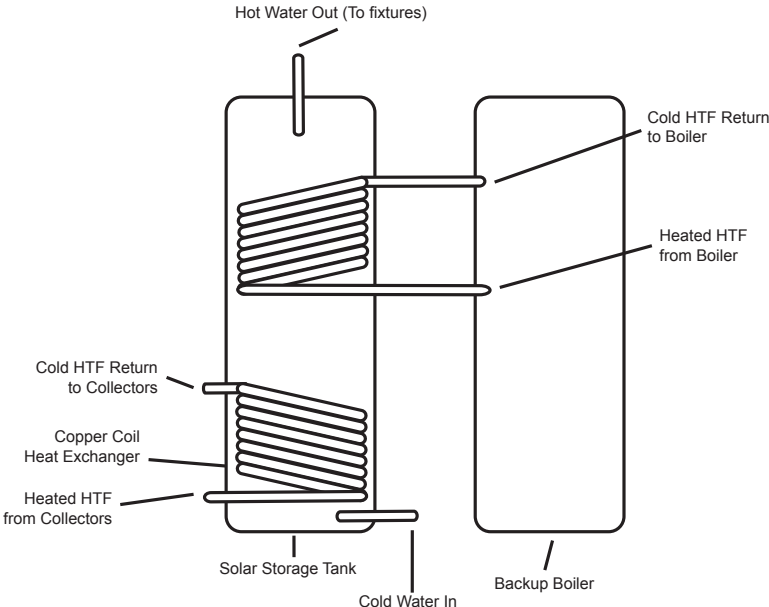 Hot Water Out (To fixtures)
Cold HTF Return
to Boiler
Heated HTF
from Boiler
Cold HTF Return
to Collectors
Copper Coil
Heat Exchanger
Heated HTF
from Collectors
Solar Storage Tank
Backup Boiler
Cold Water In